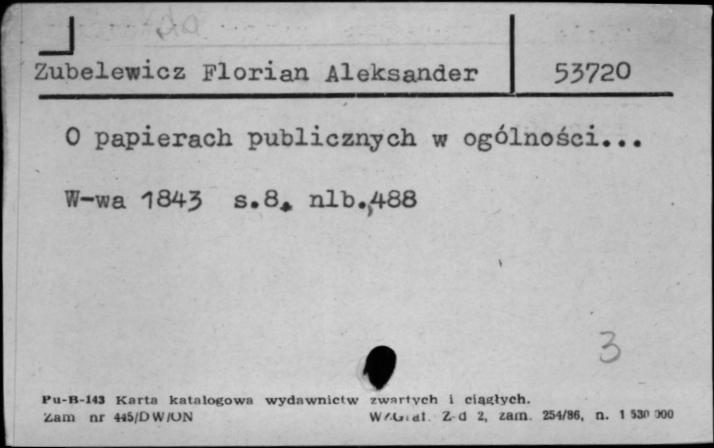 Zubelewicz Florian Aleksander 53720
O papierach publicznych w ogólności...
W-wa 1843 s.8, nlb.,488
3
Pu-B-143 Karta katalogowa wydawnictw zwartych i ciągłych.
Zam nr 445/DW/UN Z-d 2, zam. 254/86, n. 1 530 000